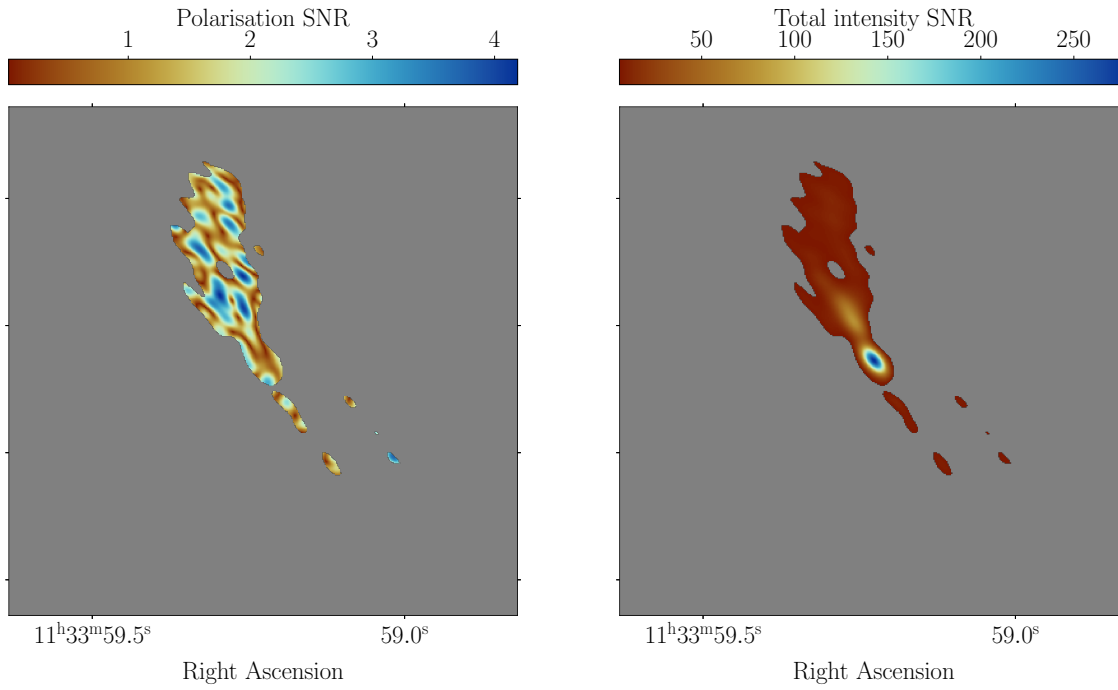 Polarisation SNR
1 2 3 4
11ʰ33ᵐ59.5ˢ 59.0ˢ
Right Ascension
Total intensity SNR
50 100 150 200 250
11ʰ33ᵐ59.5ˢ 59.0ˢ
Right Ascension